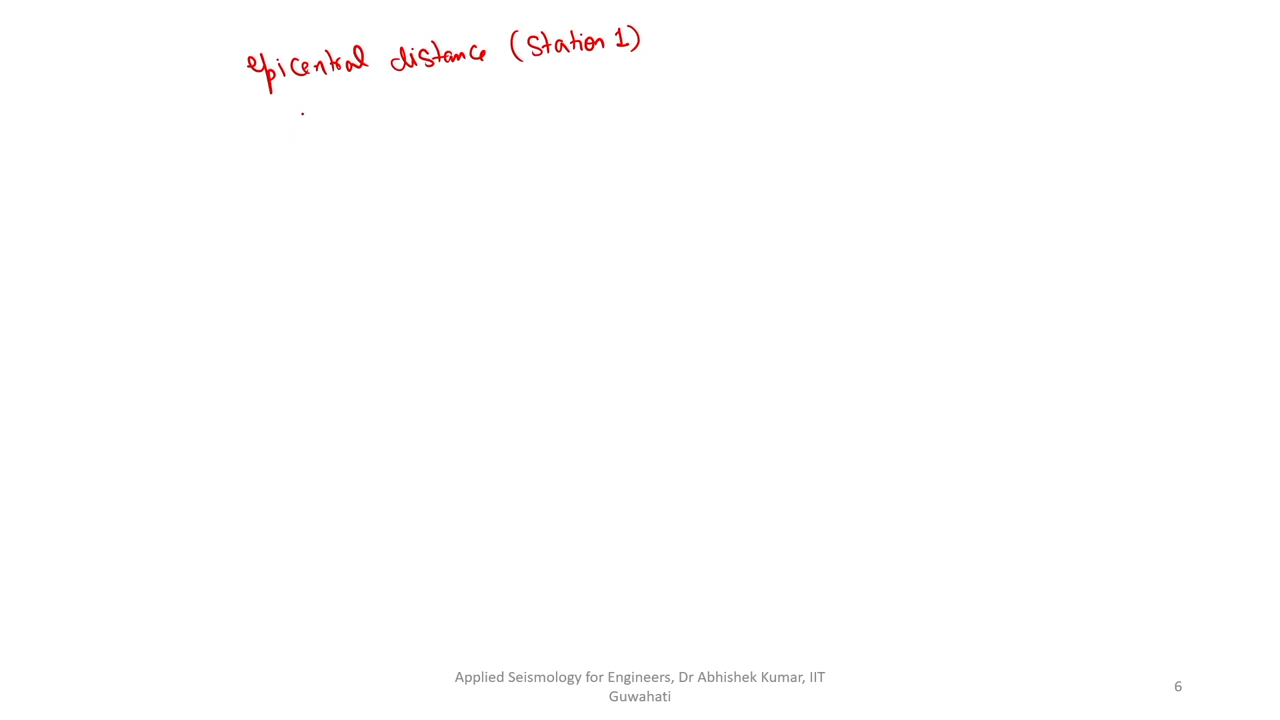 epicentral distance (Station 1)
Applied Seismology for Engineers, Dr Abhishek Kumar, IIT
Guwahati
6